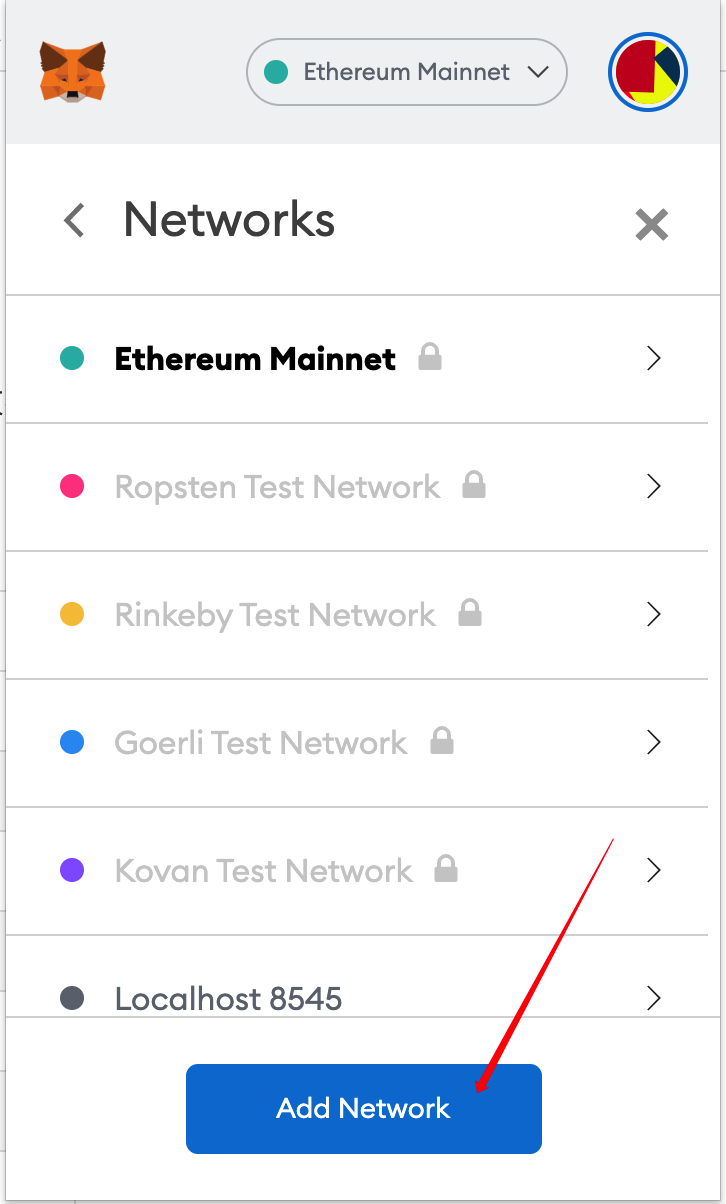 Ethereum Mainnet
Networks
Ethereum Mainnet
Ropsten Test Network
Rinkeby Test Network
Goerli Test Network
Kovan Test Network
Localhost 8545
Add Network